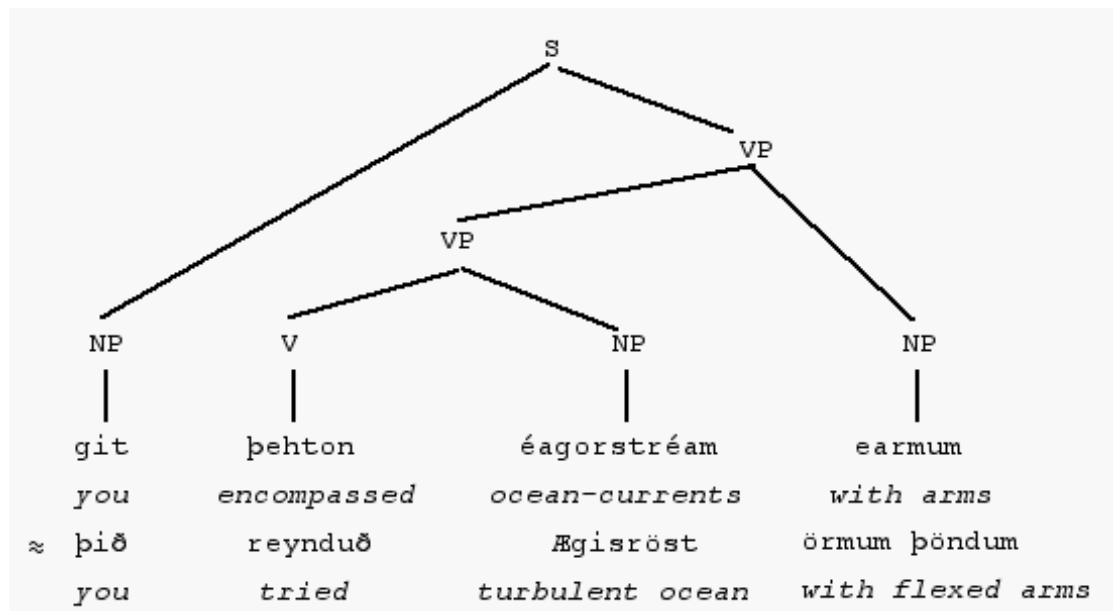 S
VP
VP
NP V NP NP
git þehton éagorstréam earmum
you encompassed ocean-currents with arms
≈ þið reynduð Ægisröst örmum þöndum
you tried turbulent ocean with flexed arms